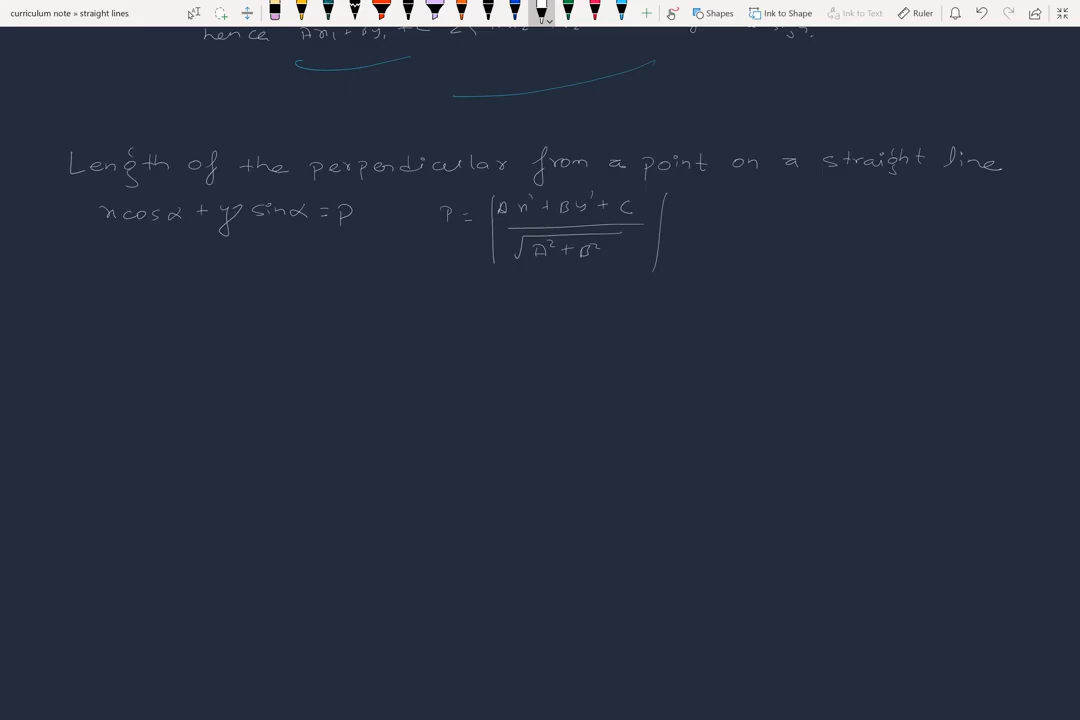 curriculum note » straight lines
Shapes Ink to Shape Ink to Text Ruler
hence
Length of the perpendicular from a point on a straight line
x cosα + y sinα = p P = | Ax' + By' + C / √A² + B² |